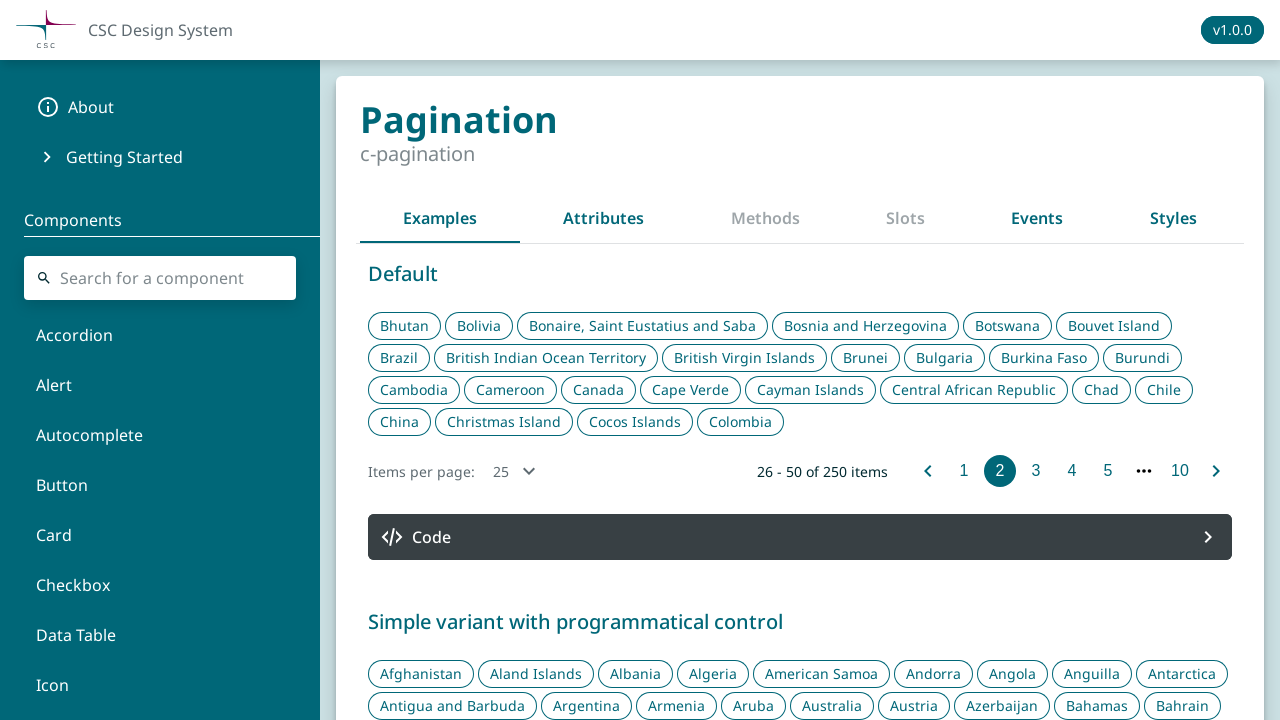 CSC
CSC Design System
v1.0.0
About
Getting Started
Components
Search for a component
Accordion
Alert
Autocomplete
Button
Card
Checkbox
Data Table
Icon
Pagination
c-pagination
Examples Attributes Methods Slots Events Styles
Default
Bhutan Bolivia Bonaire, Saint Eustatius and Saba Bosnia and Herzegovina Botswana Bouvet Island
Brazil British Indian Ocean Territory British Virgin Islands Brunei Bulgaria Burkina Faso Burundi
Cambodia Cameroon Canada Cape Verde Cayman Islands Central African Republic Chad Chile
China Christmas Island Cocos Islands Colombia
Items per page: 25 26 - 50 of 250 items 1 2 3 4 5 ••• 10
Code
Simple variant with programmatical control
Afghanistan Aland Islands Albania Algeria American Samoa Andorra Angola Anguilla Antarctica
Antigua and Barbuda Argentina Armenia Aruba Australia Austria Azerbaijan Bahamas Bahrain